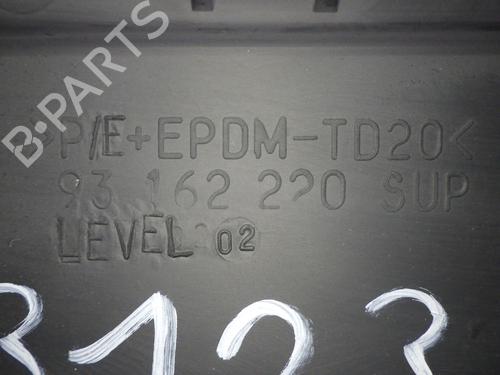 B-PARTS
>P/E+EPDM-TD20<
93 162 220 SUP
LEVEL 02
3123